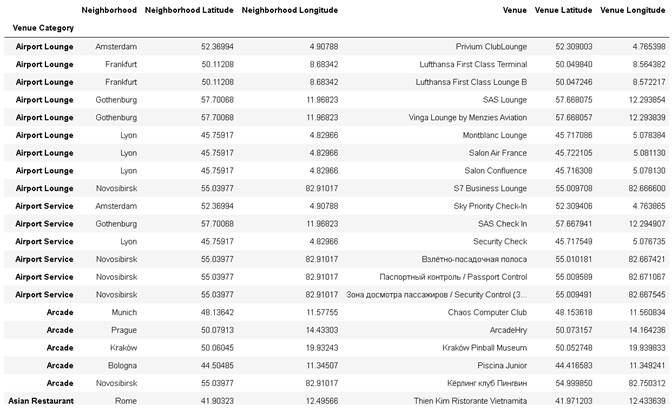 Neighborhood Neighborhood Latitude Neighborhood Longitude Venue Venue Latitude Venue Longitude
Venue Category
Airport Lounge Amsterdam 52.36994 4.90788 Privium ClubLounge 52.309003 4.765398
Airport Lounge Frankfurt 50.11208 8.68342 Lufthansa First Class Terminal 50.049840 8.564382
Airport Lounge Frankfurt 50.11208 8.68342 Lufthansa First Class Lounge B 50.047246 8.572217
Airport Lounge Gothenburg 57.70068 11.96823 SAS Lounge 57.668075 12.293854
Airport Lounge Gothenburg 57.70068 11.96823 Vinga Lounge by Menzies Aviation 57.668057 12.293839
Airport Lounge Lyon 45.75917 4.82966 Montblanc Lounge 45.717086 5.078384
Airport Lounge Lyon 45.75917 4.82966 Salon Air France 45.722105 5.081130
Airport Lounge Lyon 45.75917 4.82966 Salon Confluence 45.716308 5.078130
Airport Lounge Novosibirsk 55.03977 82.91017 S7 Business Lounge 55.009708 82.666600
Airport Service Amsterdam 52.36994 4.90788 Sky Priority Check-In 52.309406 4.763865
Airport Service Gothenburg 57.70068 11.96823 SAS Check In 57.667941 12.294907
Airport Service Lyon 45.75917 4.82966 Security Check 45.717549 5.076735
Airport Service Novosibirsk 55.03977 82.91017 Взлётно-посадочная полоса 55.010181 82.667421
Airport Service Novosibirsk 55.03977 82.91017 Паспортный контроль / Passport Control 55.009589 82.671067
Airport Service Novosibirsk 55.03977 82.91017 Зона досмотра пассажиров / Security Control (3... 55.009491 82.667545
Arcade Munich 48.13642 11.57755 Chaos Computer Club 48.153618 11.560834
Arcade Prague 50.07913 14.43303 ArcadeHry 50.073157 14.164236
Arcade Kraków 50.06045 19.93243 Kraków Pinball Museum 50.052748 19.939833
Arcade Bologna 44.50485 11.34507 Piscina Junior 44.416583 11.349241
Arcade Novosibirsk 55.03977 82.91017 Кёрлинг клуб Пингвин 54.999850 82.750312
Asian Restaurant Rome 41.90323 12.49566 Thien Kim Ristorante Vietnamita 41.971203 12.433639